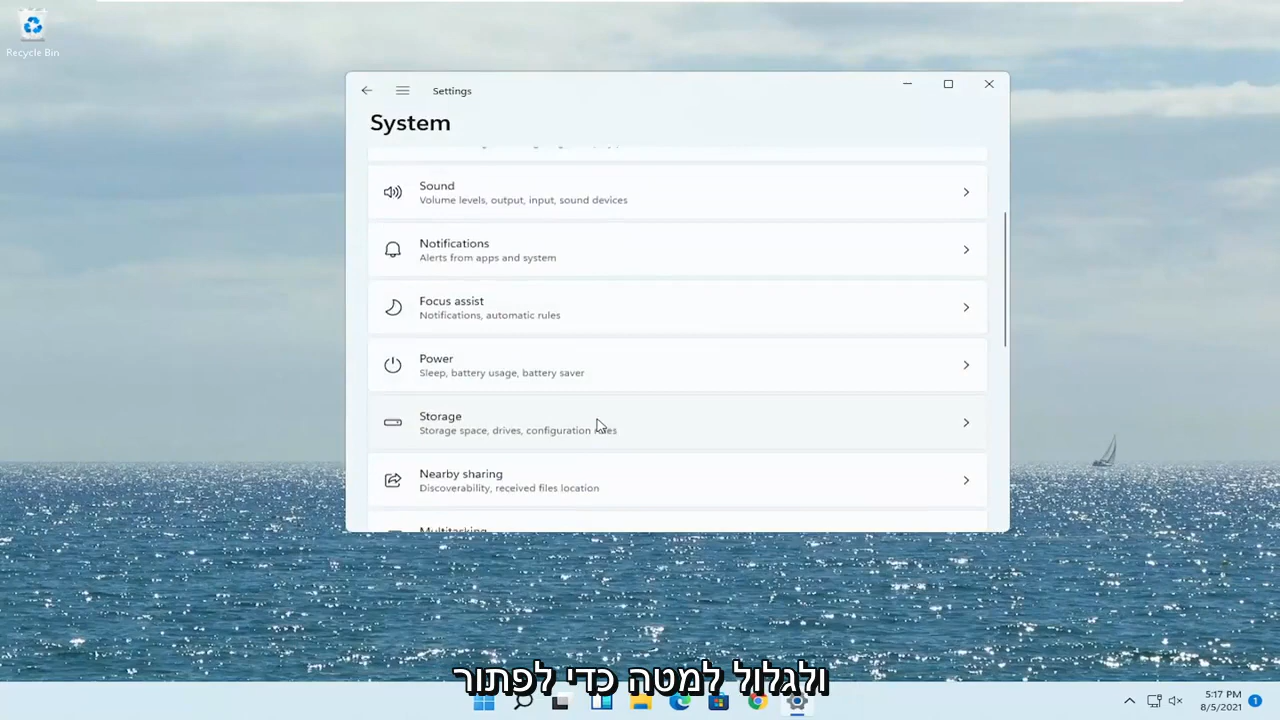 Recycle Bin
Settings
System
Sound
Volume levels, output, input, sound devices
Notifications
Alerts from apps and system
Focus assist
Notifications, automatic rules
Power
Sleep, battery usage, battery saver
Storage
Storage space, drives, configuration rules
Nearby sharing
Discoverability, received files location
Multitasking
ולגלול למטה כדי לפתור
5:17 PM
8/5/2021
1